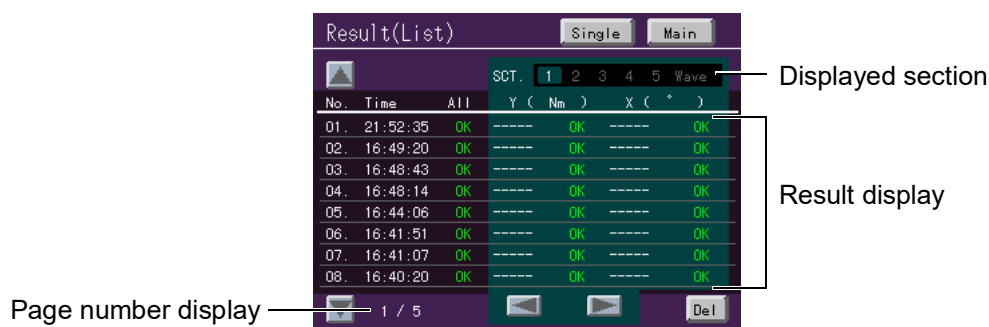 Result(List) Single Main
SCT. 1 2 3 4 5 Wave
Displayed section
No. Time All Y ( Nm ) X ( ° )
01. 21:52:35 OK ----- OK ----- OK
02. 16:49:20 OK ----- OK ----- OK
03. 16:48:43 OK ----- OK ----- OK
04. 16:48:14 OK ----- OK ----- OK
Result display
05. 16:44:06 OK ----- OK ----- OK
06. 16:41:51 OK ----- OK ----- OK
07. 16:41:07 OK ----- OK ----- OK
08. 16:40:20 OK ----- OK ----- OK
Page number display
1 / 5 Del